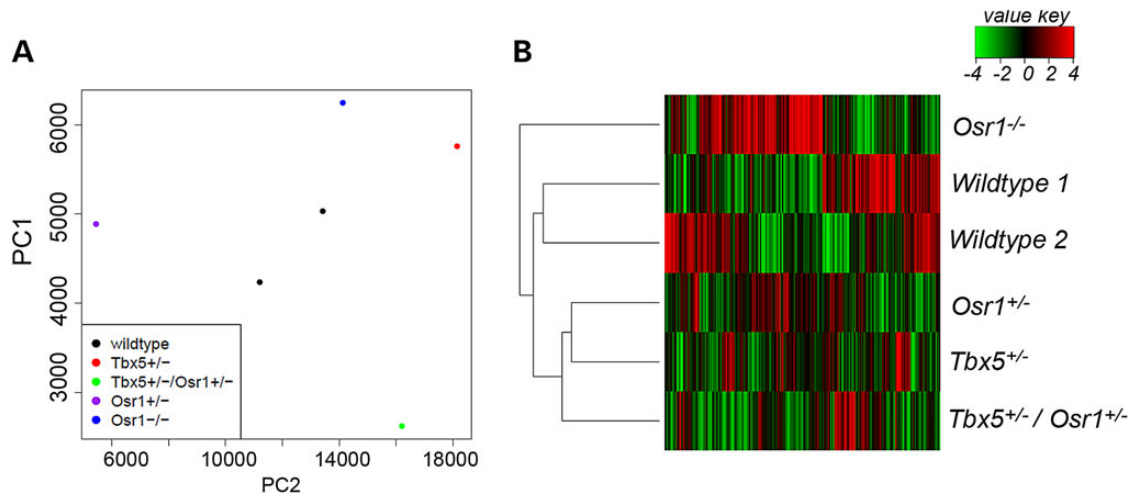 A
PC1
6000
5000
4000
3000
wildtype
Tbx5+/−
Tbx5+/−/Osr1+/−
Osr1+/−
Osr1−/−
6000 10000 14000 18000
PC2
B
value key
-4 -2 0 2 4
Osr1-/-
Wildtype 1
Wildtype 2
Osr1+/-
Tbx5+/-
Tbx5+/- / Osr1+/-